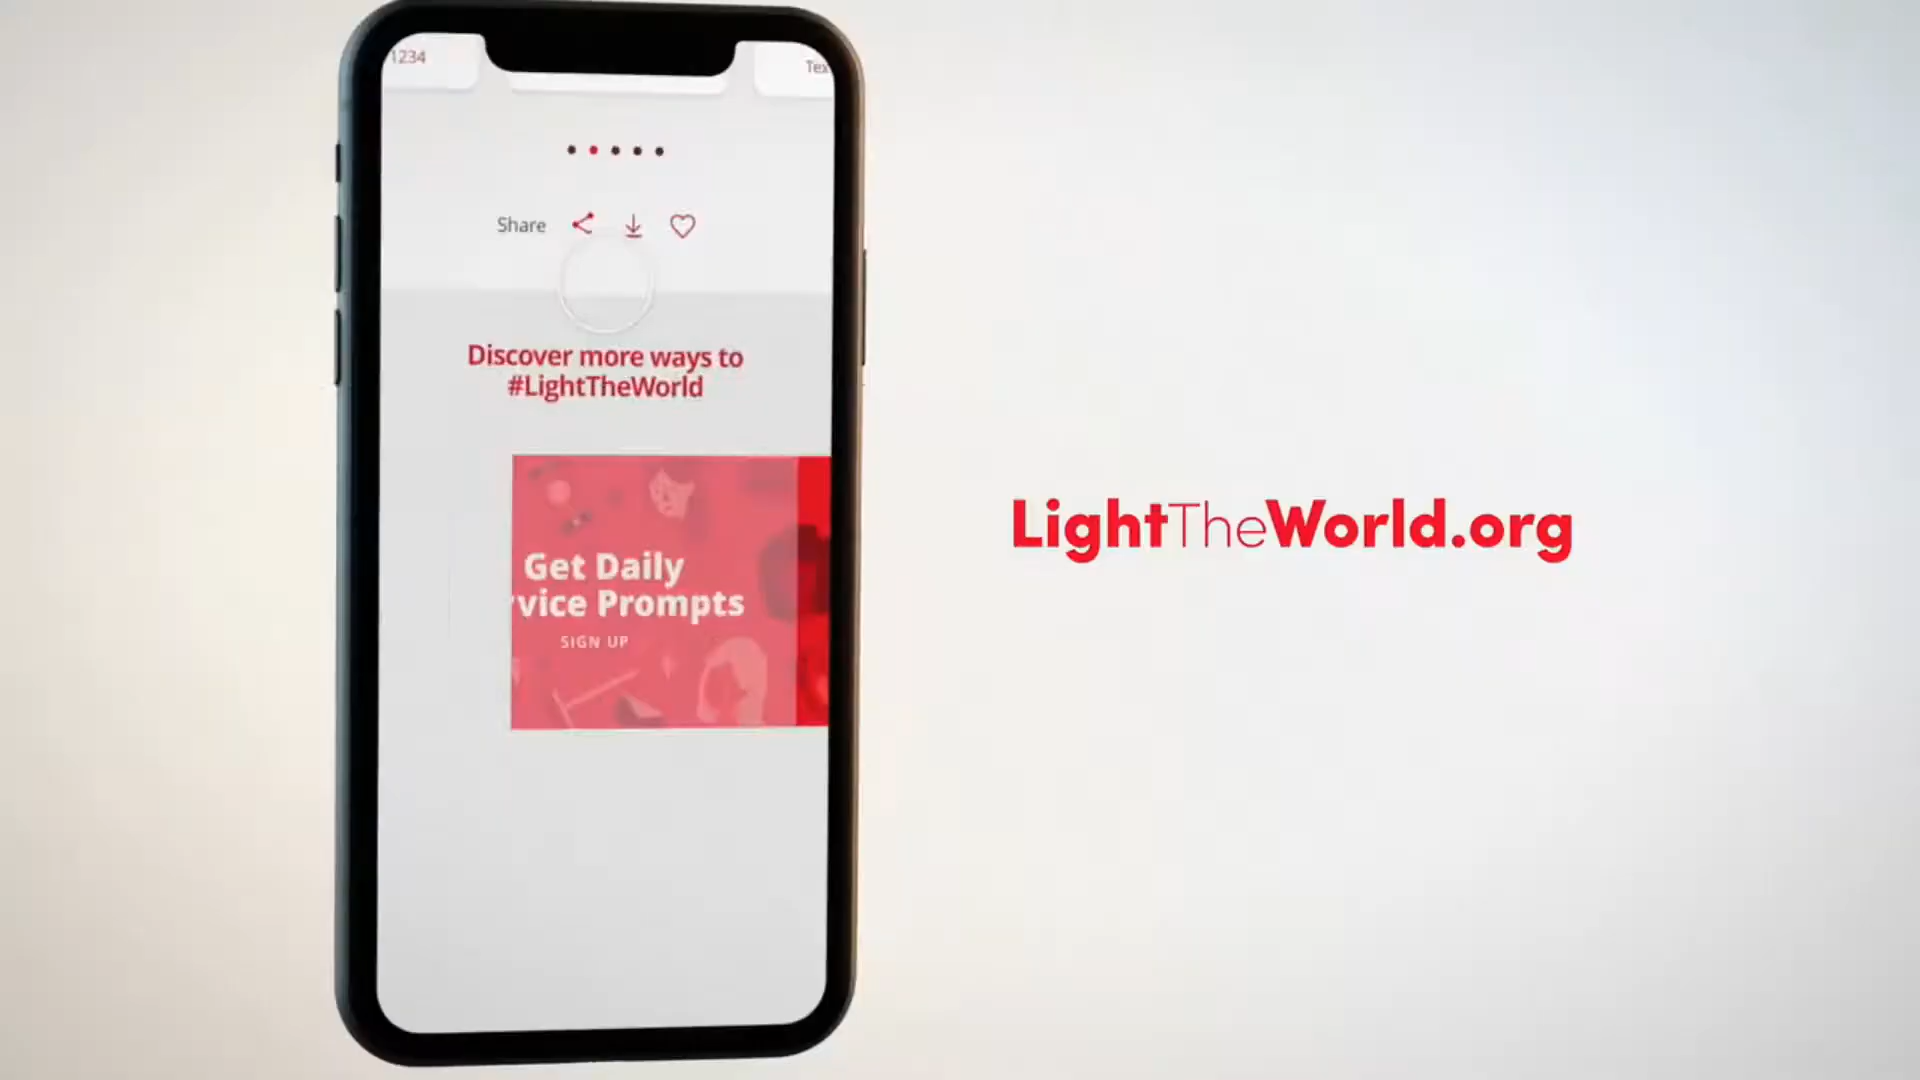 1234
Share
Discover more ways to
#LightTheWorld
Get Daily
vice Prompts
SIGN UP
LightTheWorld.org